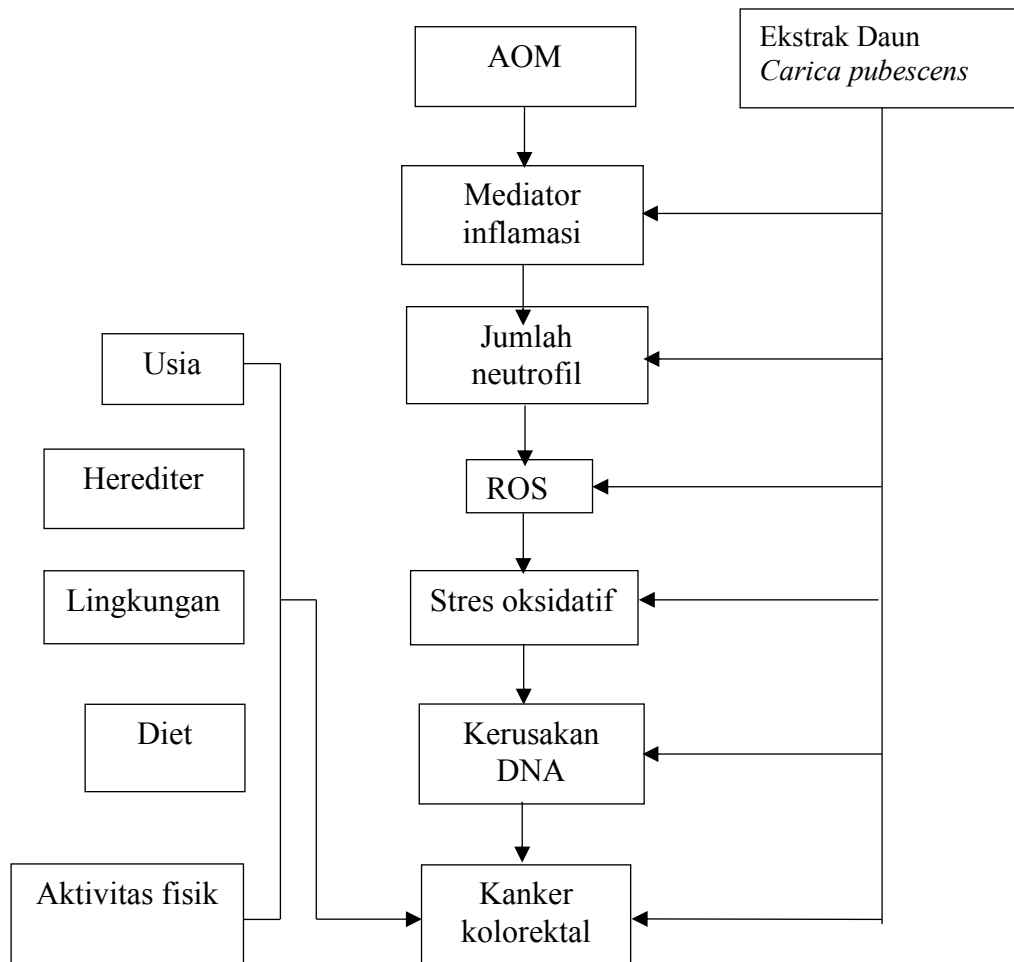 AOM
Ekstrak Daun
Carica pubescens
Mediator
inflamasi
Jumlah
neutrofil
Usia
Herediter
ROS
Lingkungan
Stres oksidatif
Diet
Kerusakan
DNA
Aktivitas fisik
Kanker
kolorektal